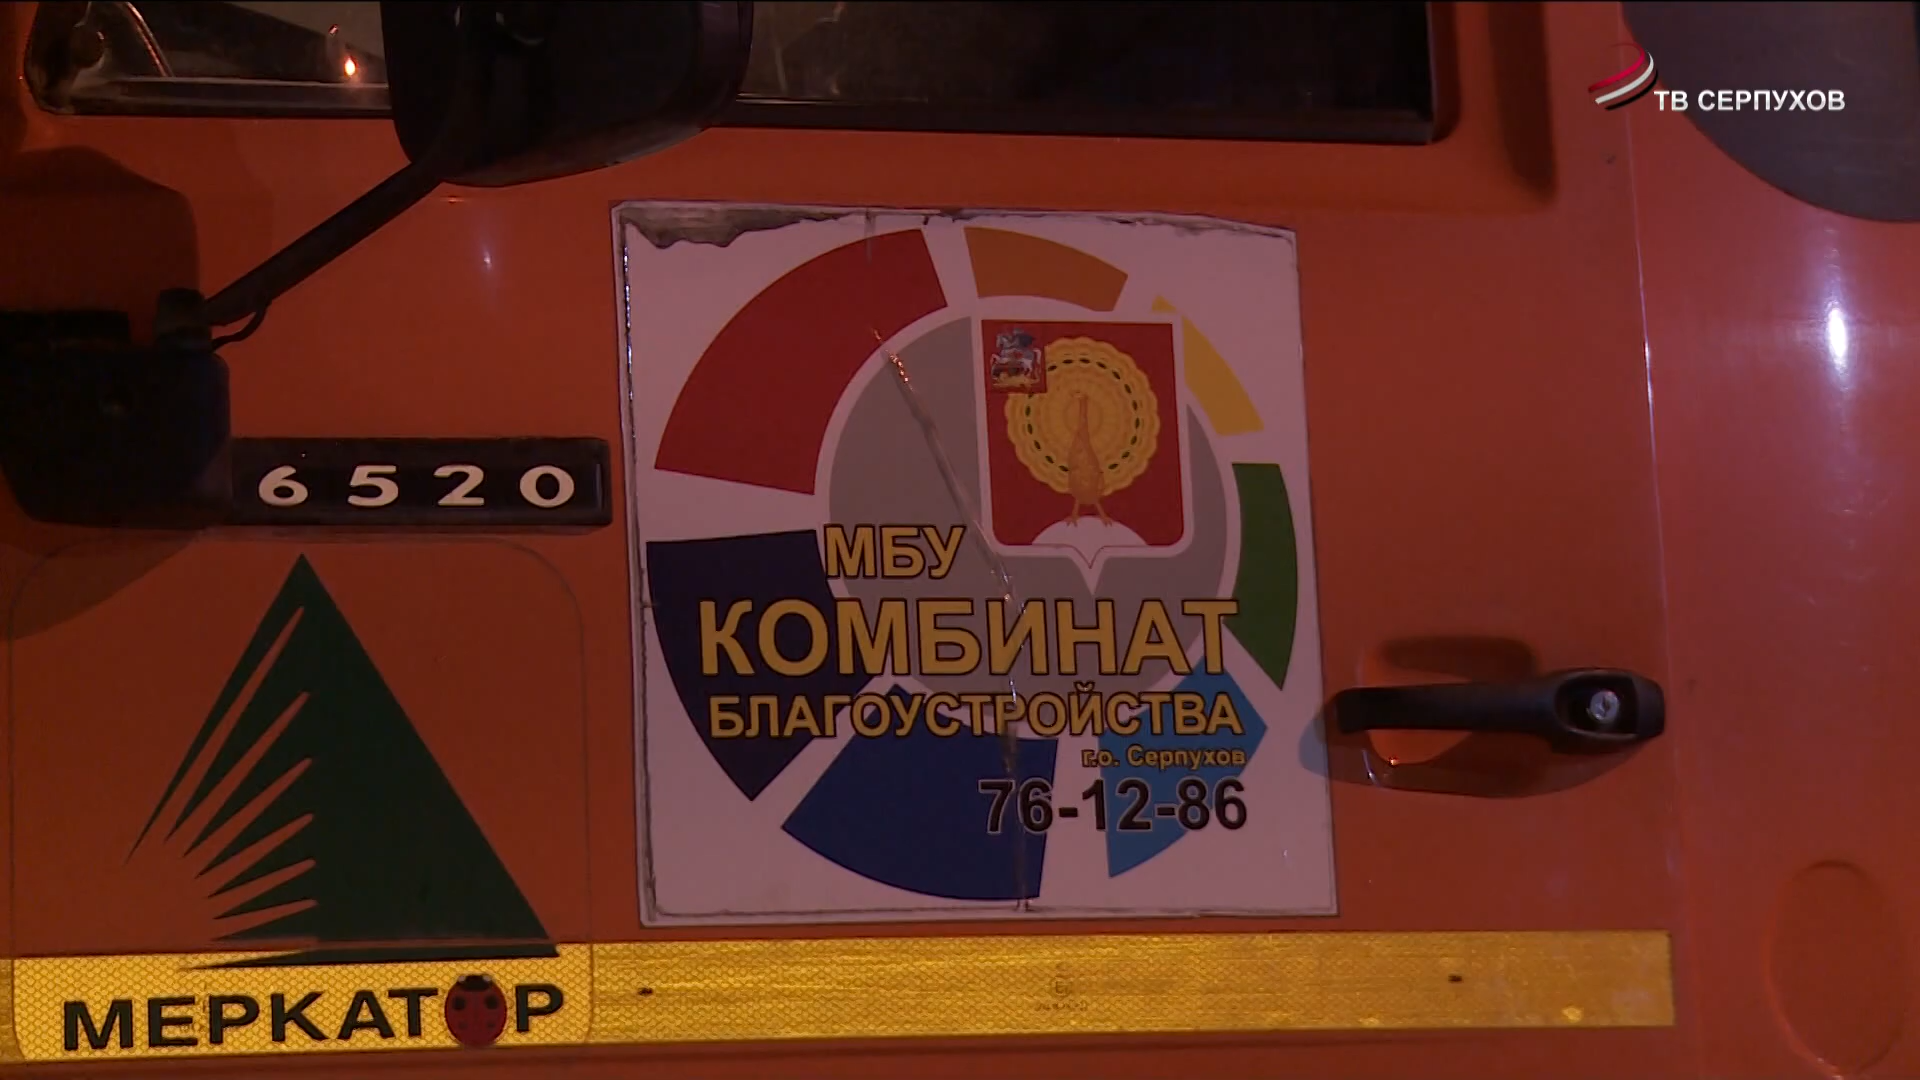 ТВ СЕРПУХОВ
6520
МБУ
КОМБИНАТ
БЛАГОУСТРОЙСТВА
г.о. Серпухов
76-12-86
МЕРКАТОР